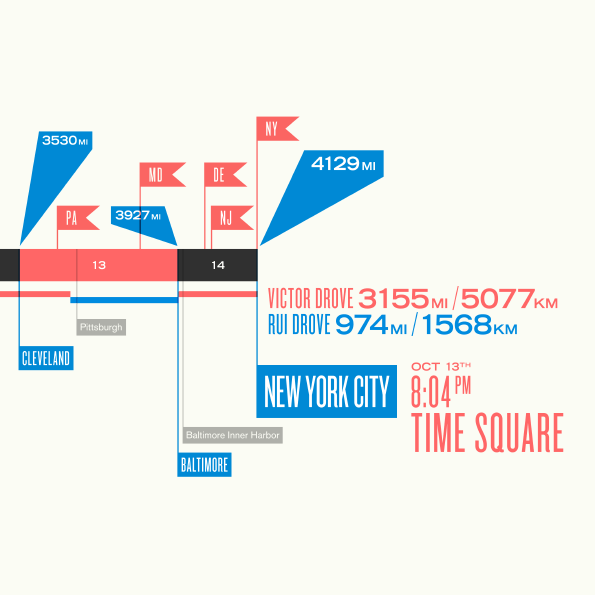 NY
3530 MI
4129 MI
MD
DE
PA
3927 MI
NJ
13
14
VICTOR DROVE 3155 MI / 5077 KM
RUI DROVE 974 MI / 1568 KM
Pittsburgh
CLEVELAND
OCT 13TH
8:04 PM
NEW YORK CITY
TIME SQUARE
Baltimore Inner Harbor
BALTIMORE